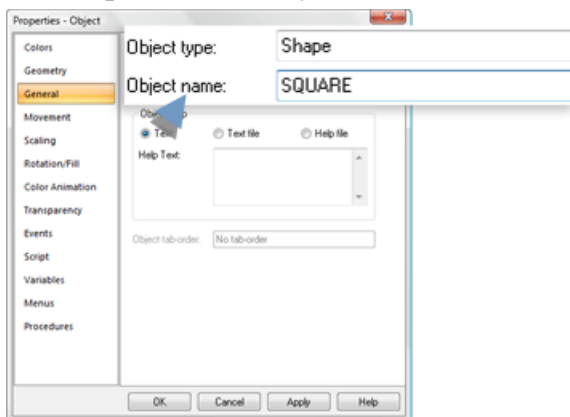 Properties - Object
Colors
Geometry
General
Movement
Scaling
Rotation/Fill
Color Animation
Transparency
Events
Script
Variables
Menus
Procedures
Object type: Shape
Object name: SQUARE
Text file
Help file
Help Text:
Object tab-order: No tab-order
OK Cancel Apply Help